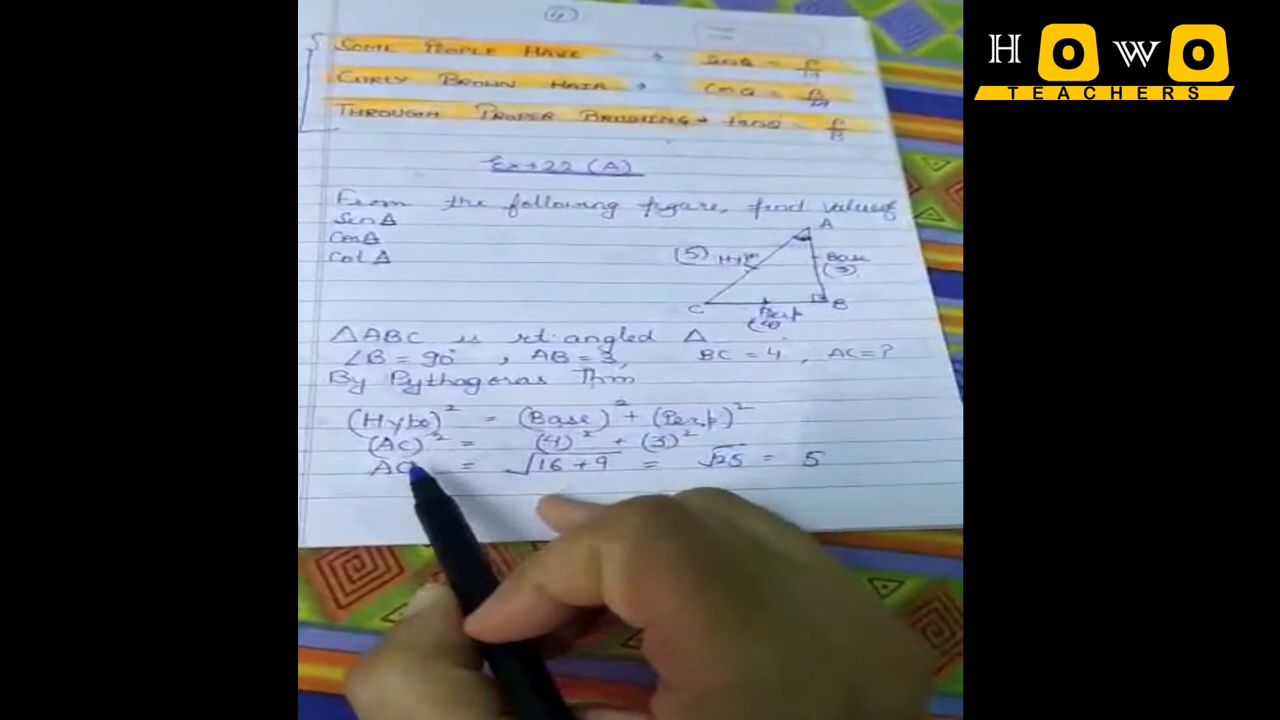 4
SOME PEOPLE HAVE → sinθ = P/H
CURLY BROWN HAIR → cosθ = B/H
THROUGH PROPER BRUSHING → tanθ = P/B
Ex → 22 (A)
From the following figure, find value of
sin A
cos A
cot A
A
(5) Hyp
Base
(3)
C
B
Perp
(4)
△ABC is rt. angled △
∠B = 90°, AB = 3, BC = 4, AC = ?
By Pythagoras Thm
(Hypo)² = (Base)² + (Perp)²
(AC)² = (4)² + (3)²
AC = √16 + 9 = √25 = 5
HOWO
TEACHERS